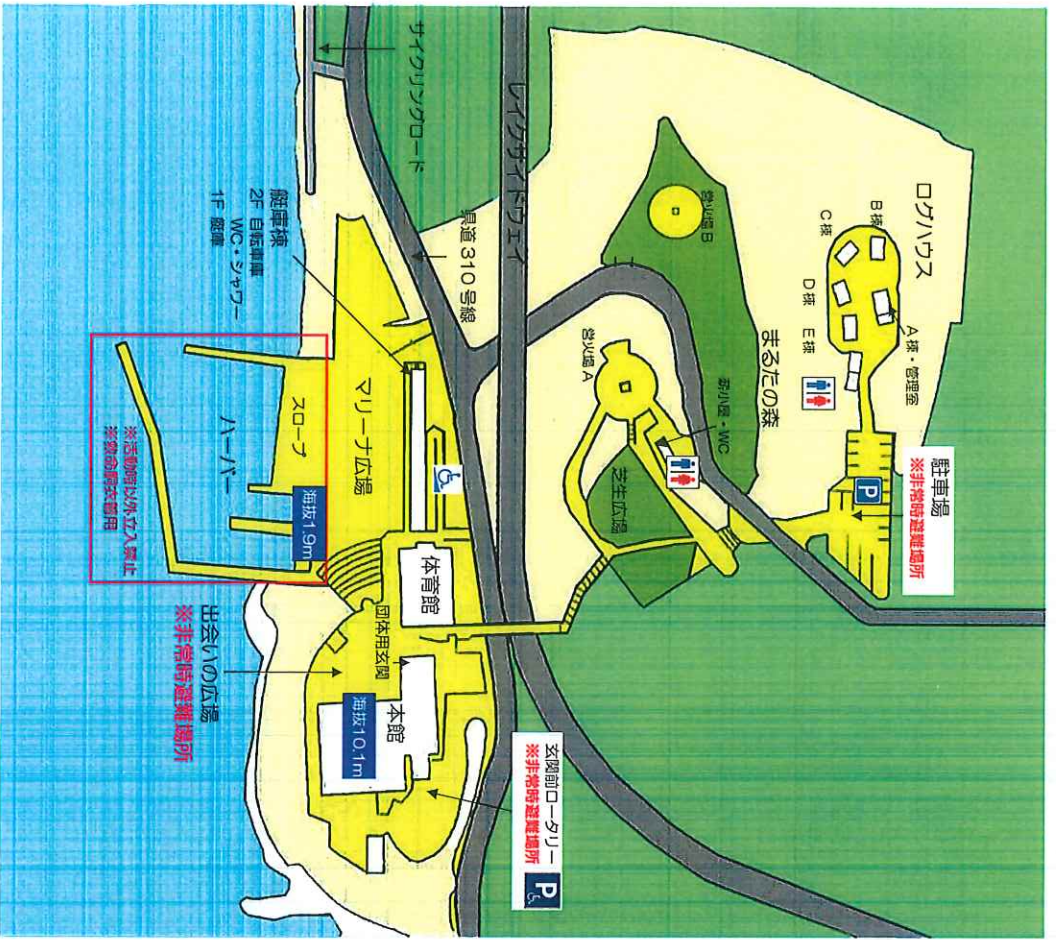 ログハウス
B棟
C棟
D棟
E棟
A棟・管理室
駐車場
※非常時避難場所
P
まるたの森
営火場B
営火場A
薪小屋・WC
芝生広場
レイクサイドウェイ
サイクリングロード
県道310号線
艇庫棟
2F 自転車庫
WC・シャワー
1F 艇庫
マリーナ広場
スロープ
ハーバー
海抜1.9m
※活動時以外立入禁止
※救命胴衣着用
体育館
団体用玄関
本館
海抜10.1m
出会いの広場
※非常時避難場所
玄関前ロータリー
※非常時避難場所
P